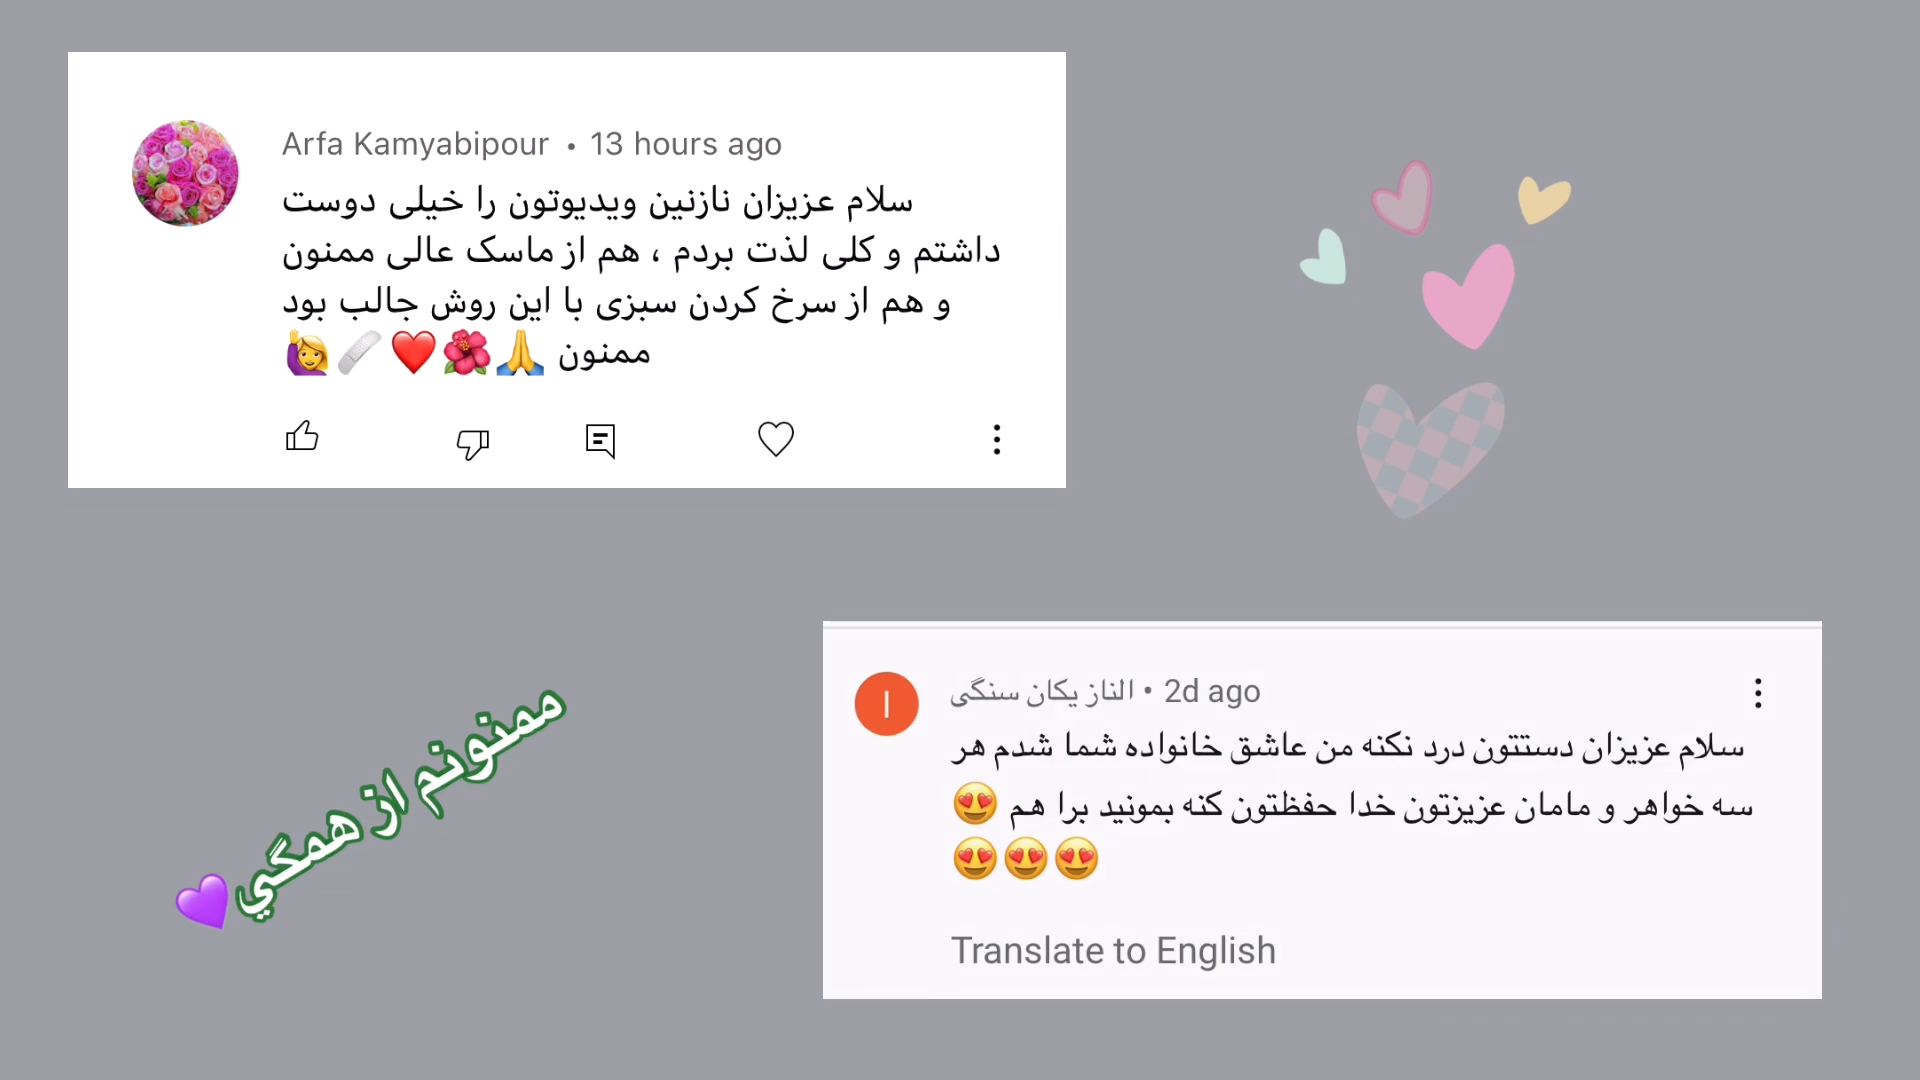 Arfa Kamyabipour • 13 hours ago
سلام عزیزان نازنین ویدیوتون را خیلی دوست
داشتم و کلی لذت بردم ، هم از ماسک عالی ممنون
و هم از سرخ کردن سبزی با این روش جالب بود
ممنون 🙏🌺❤️🩹🙋‍♀️
ا
الناز یکان سنگی • 2d ago
سلام عزیزان دستتون درد نکنه من عاشق خانواده شما شدم هر
سه خواهر و مامان عزیزتون خدا حفظتون کنه بمونید برا هم 😍
😍😍😍
Translate to English
ممنونم از همگي💜